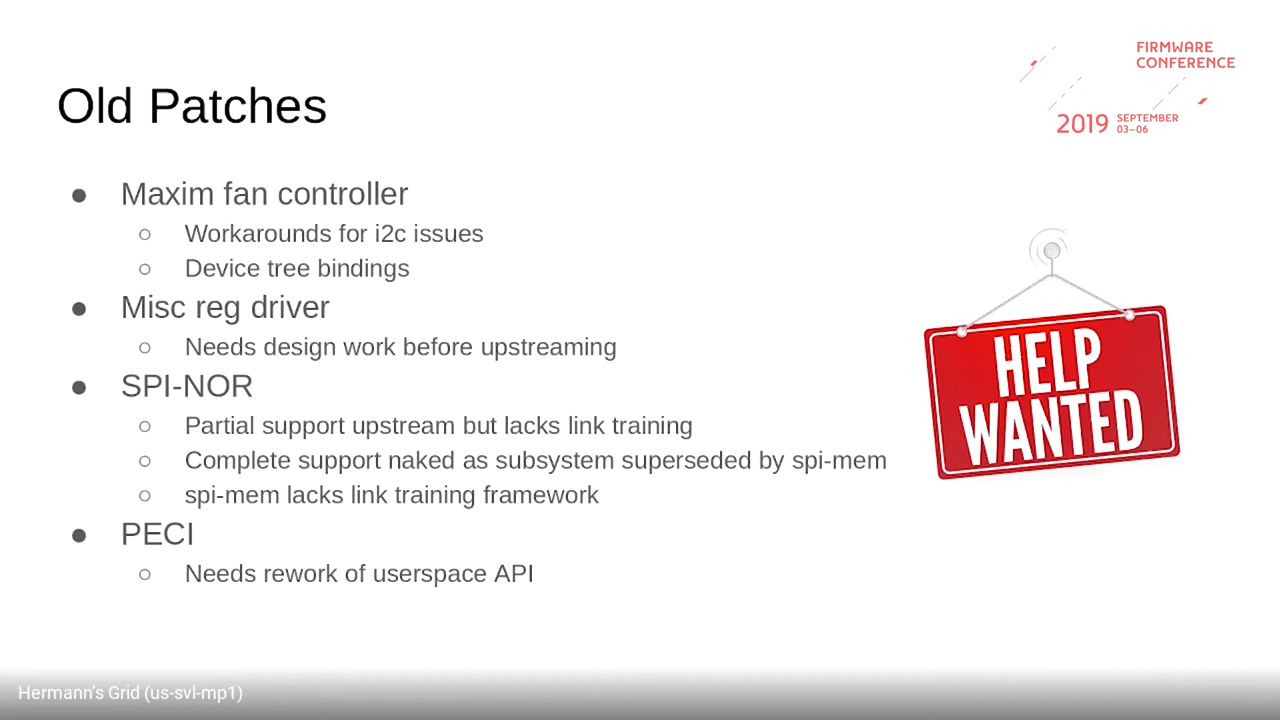 FIRMWARE
CONFERENCE
2019 SEPTEMBER
03–06
Old Patches
● Maxim fan controller
○ Workarounds for i2c issues
○ Device tree bindings
● Misc reg driver
○ Needs design work before upstreaming
● SPI-NOR
○ Partial support upstream but lacks link training
○ Complete support naked as subsystem superseded by spi-mem
○ spi-mem lacks link training framework
● PECI
○ Needs rework of userspace API
HELP
WANTED
Hermann's Grid (us-svl-mp1)